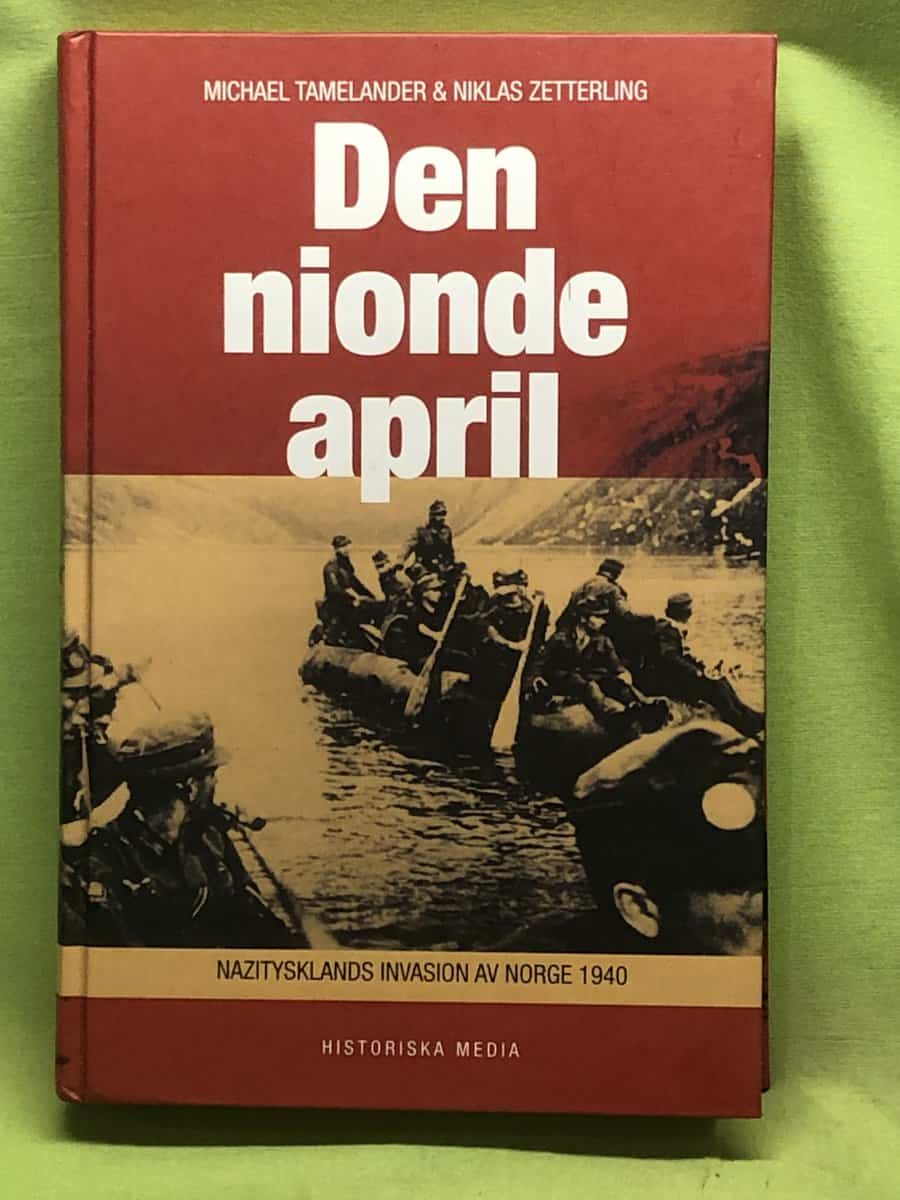 MICHAEL TAMELANDER & NIKLAS ZETTERLING
Den
nionde
april
NAZITYSKLANDS INVASION AV NORGE 1940
HISTORISKA MEDIA